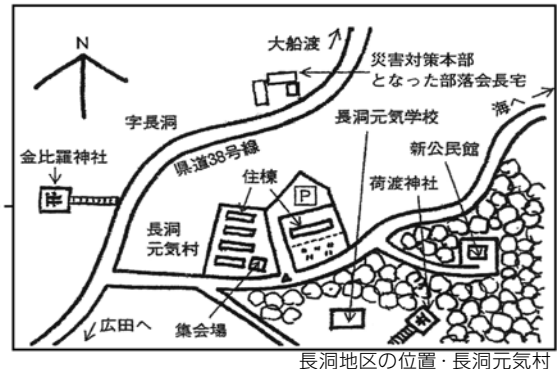 大船渡
N
災害対策本部
となった部落会長宅
字長洞
長洞元気学校
海へ
県道38号線
新公民館
金比羅神社
住棟
荷渡神社
P
長洞
元気村
広田へ
集会場
長洞地区の位置・長洞元気村